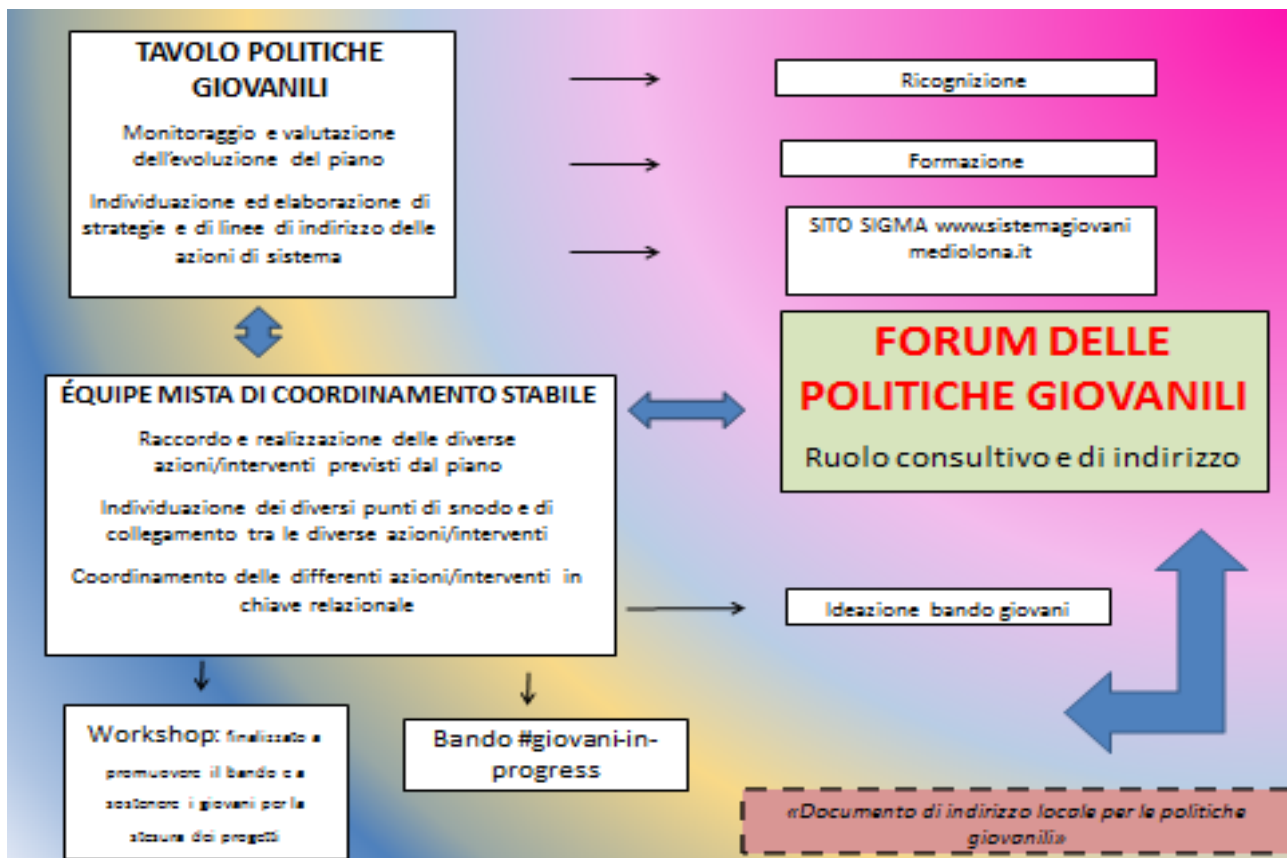 TAVOLO POLITICHE
GIOVANILI
Monitoraggio e valutazione
dell'evoluzione del piano
Individuazione ed elaborazione di
strategie e di linee di indirizzo delle
azioni di sistema
Ricognizione
Formazione
SITO SIGMA www.sistemagiovani
mediolona.it
ÉQUIPE MISTA DI COORDINAMENTO STABILE
Raccordo e realizzazione delle diverse
azioni/interventi previsti dal piano
Individuazione dei diversi punti di snodo e di
collegamento tra le diverse azioni/interventi
Coordinamento delle differenti azioni/interventi in
chiave relazionale
FORUM DELLE
POLITICHE GIOVANILI
Ruolo consultivo e di indirizzo
Ideazione bando giovani
Workshop: finalizzato a
promuovere il bando e a
sostenere i giovani per la
stesura dei progetti
Bando #giovani-in-
progress
«Documento di indirizzo locale per le politiche
giovanili»